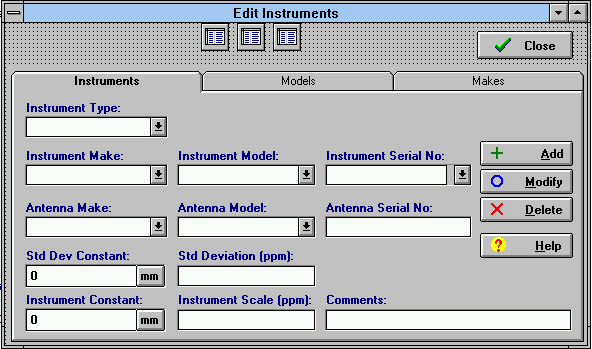 Edit Instruments
Close
Instruments Models Makes
Instrument Type:
Instrument Make: Instrument Model: Instrument Serial No:
Add
Modify
Antenna Make: Antenna Model: Antenna Serial No:
Delete
Help
Std Dev Constant: Std Deviation (ppm):
0 mm
Instrument Constant: Instrument Scale (ppm): Comments:
0 mm